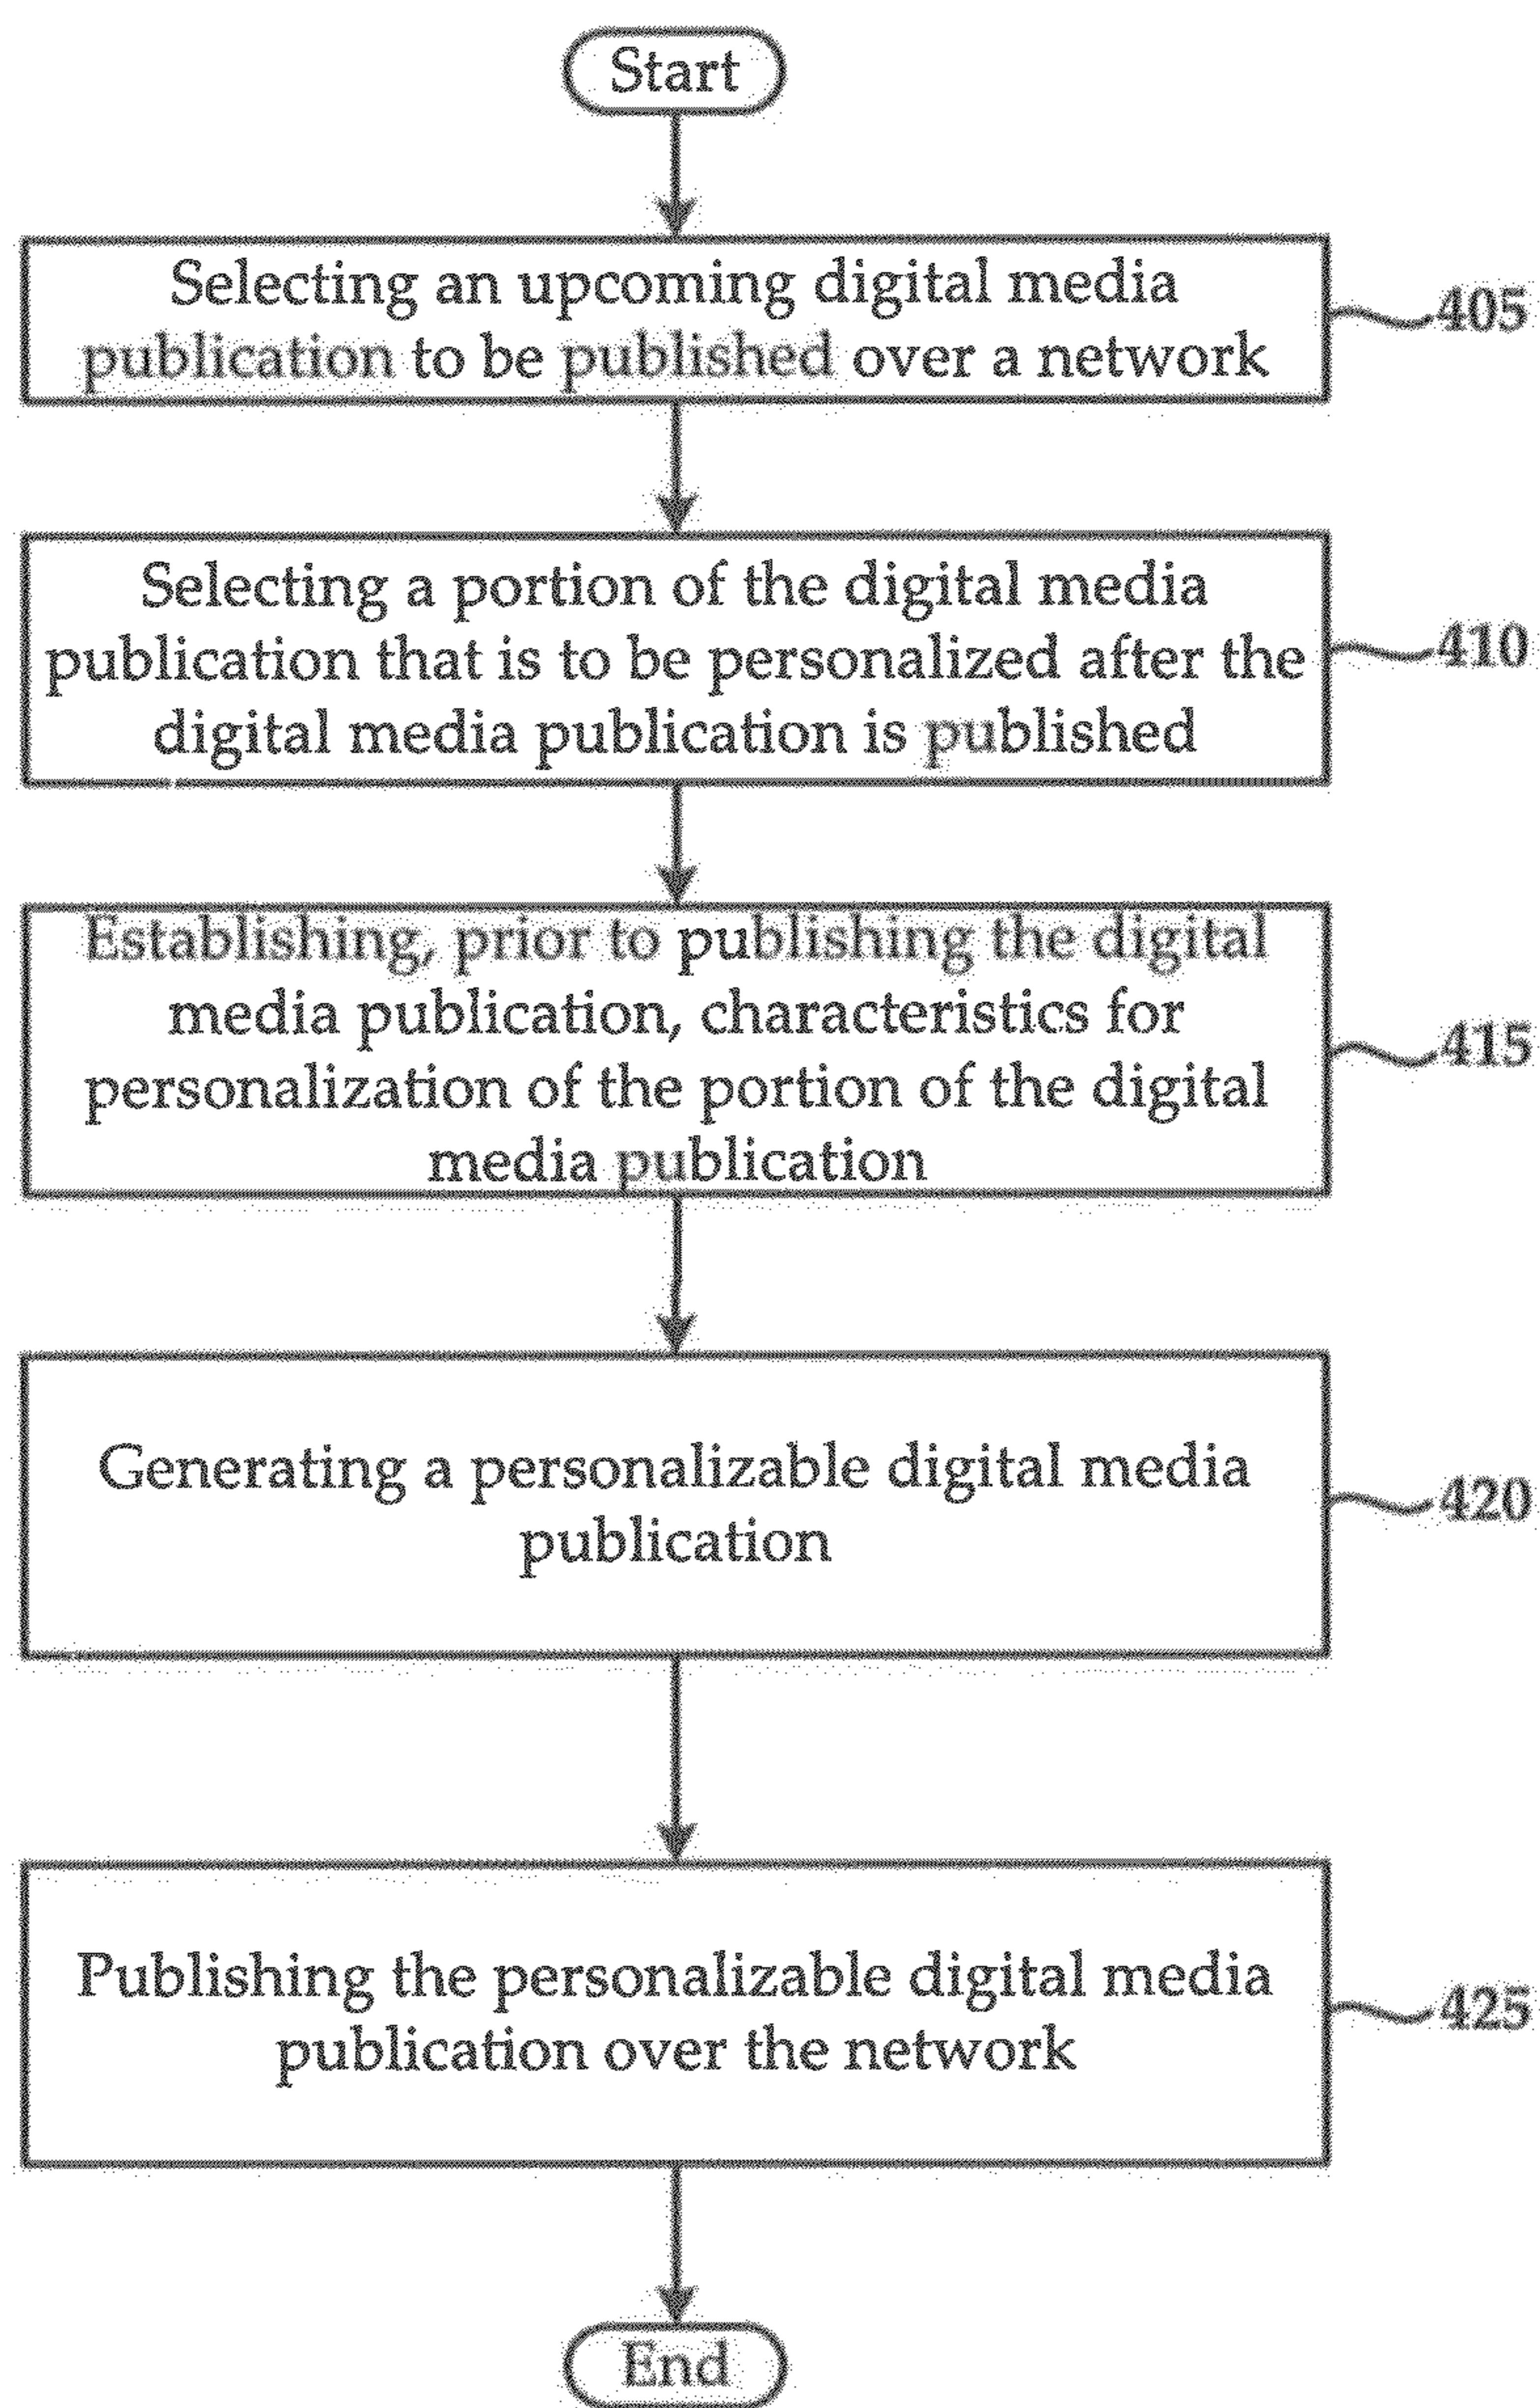 Start
Selecting an upcoming digital media
publication to be published over a network
405
Selecting a portion of the digital media
publication that is to be personalized after the
digital media publication is published
410
Establishing, prior to publishing the digital
media publication, characteristics for
personalization of the portion of the digital
media publication
415
Generating a personalizable digital media
publication
420
Publishing the personalizable digital media
publication over the network
425
End